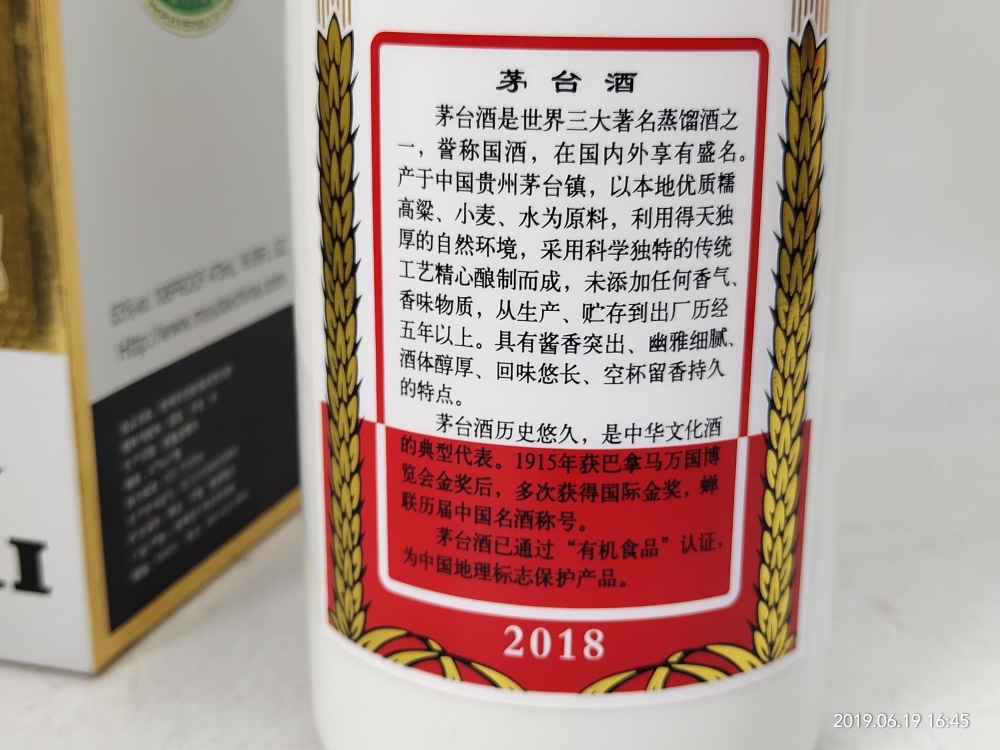 茅台酒
茅台酒是世界三大著名蒸馏酒之
一，誉称国酒，在国内外享有盛名。
产于中国贵州茅台镇，以本地优质糯
高粱、小麦、水为原料，利用得天独
厚的自然环境，采用科学独特的传统
工艺精心酿制而成，未添加任何香气、
香味物质，从生产、贮存到出厂历经
五年以上。具有酱香突出、幽雅细腻、
酒体醇厚、回味悠长、空杯留香持久
的特点。
茅台酒历史悠久，是中华文化酒
的典型代表。1915年获巴拿马万国博
览会金奖后，多次获得国际金奖，蝉
联历届中国名酒称号。
茅台酒已通过“有机食品”认证，
为中国地理标志保护产品。
2018
2019.06.19 16:45